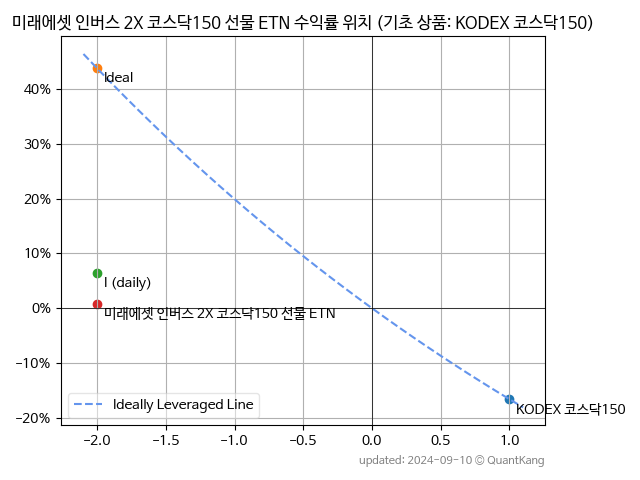 미래에셋 인버스 2X 코스닥150 선물 ETN 수익률 위치 (기초 상품: KODEX 코스닥150)
40%
30%
20%
10%
0%
−10%
−20%
Ideal
I (daily)
미래에셋 인버스 2X 코스닥150 선물 ETN
KODEX 코스닥150
Ideally Leveraged Line
−2.0 −1.5 −1.0 −0.5 0.0 0.5 1.0
updated: 2024-09-10 © QuantKang